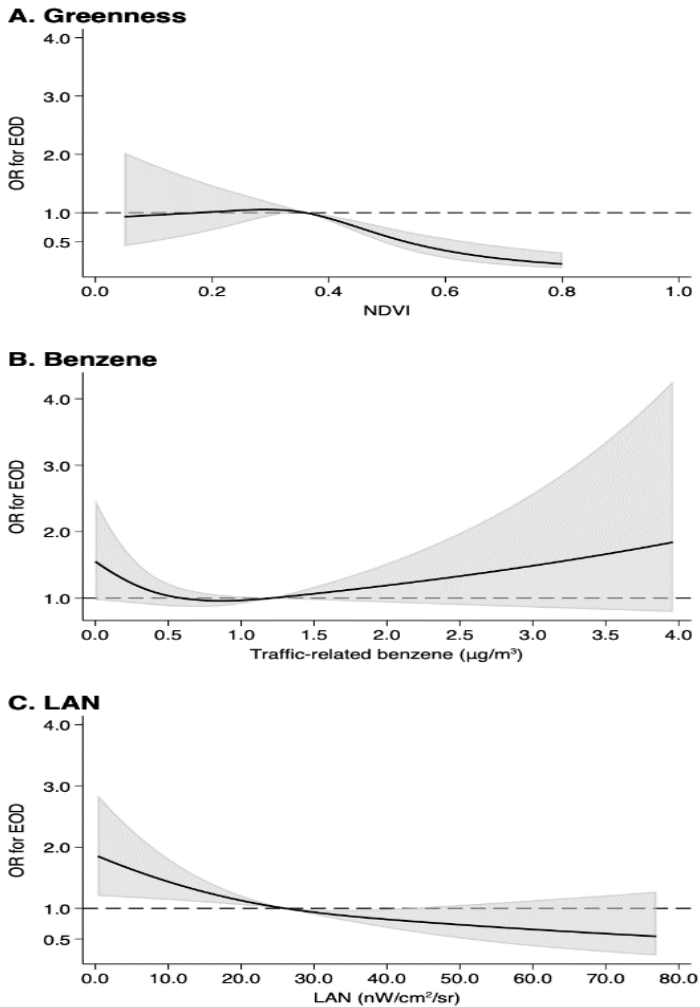 A. Greenness
4.0
3.0
2.0
1.0
0.5
OR for EOD
0.0 0.2 0.4 0.6 0.8 1.0
NDVI
B. Benzene
4.0
3.0
2.0
1.0
OR for EOD
0.0 0.5 1.0 1.5 2.0 2.5 3.0 3.5 4.0
Traffic-related benzene (µg/m³)
C. LAN
4.0
3.0
2.0
1.0
0.5
OR for EOD
0.0 10.0 20.0 30.0 40.0 50.0 60.0 70.0 80.0
LAN (nW/cm²/sr)